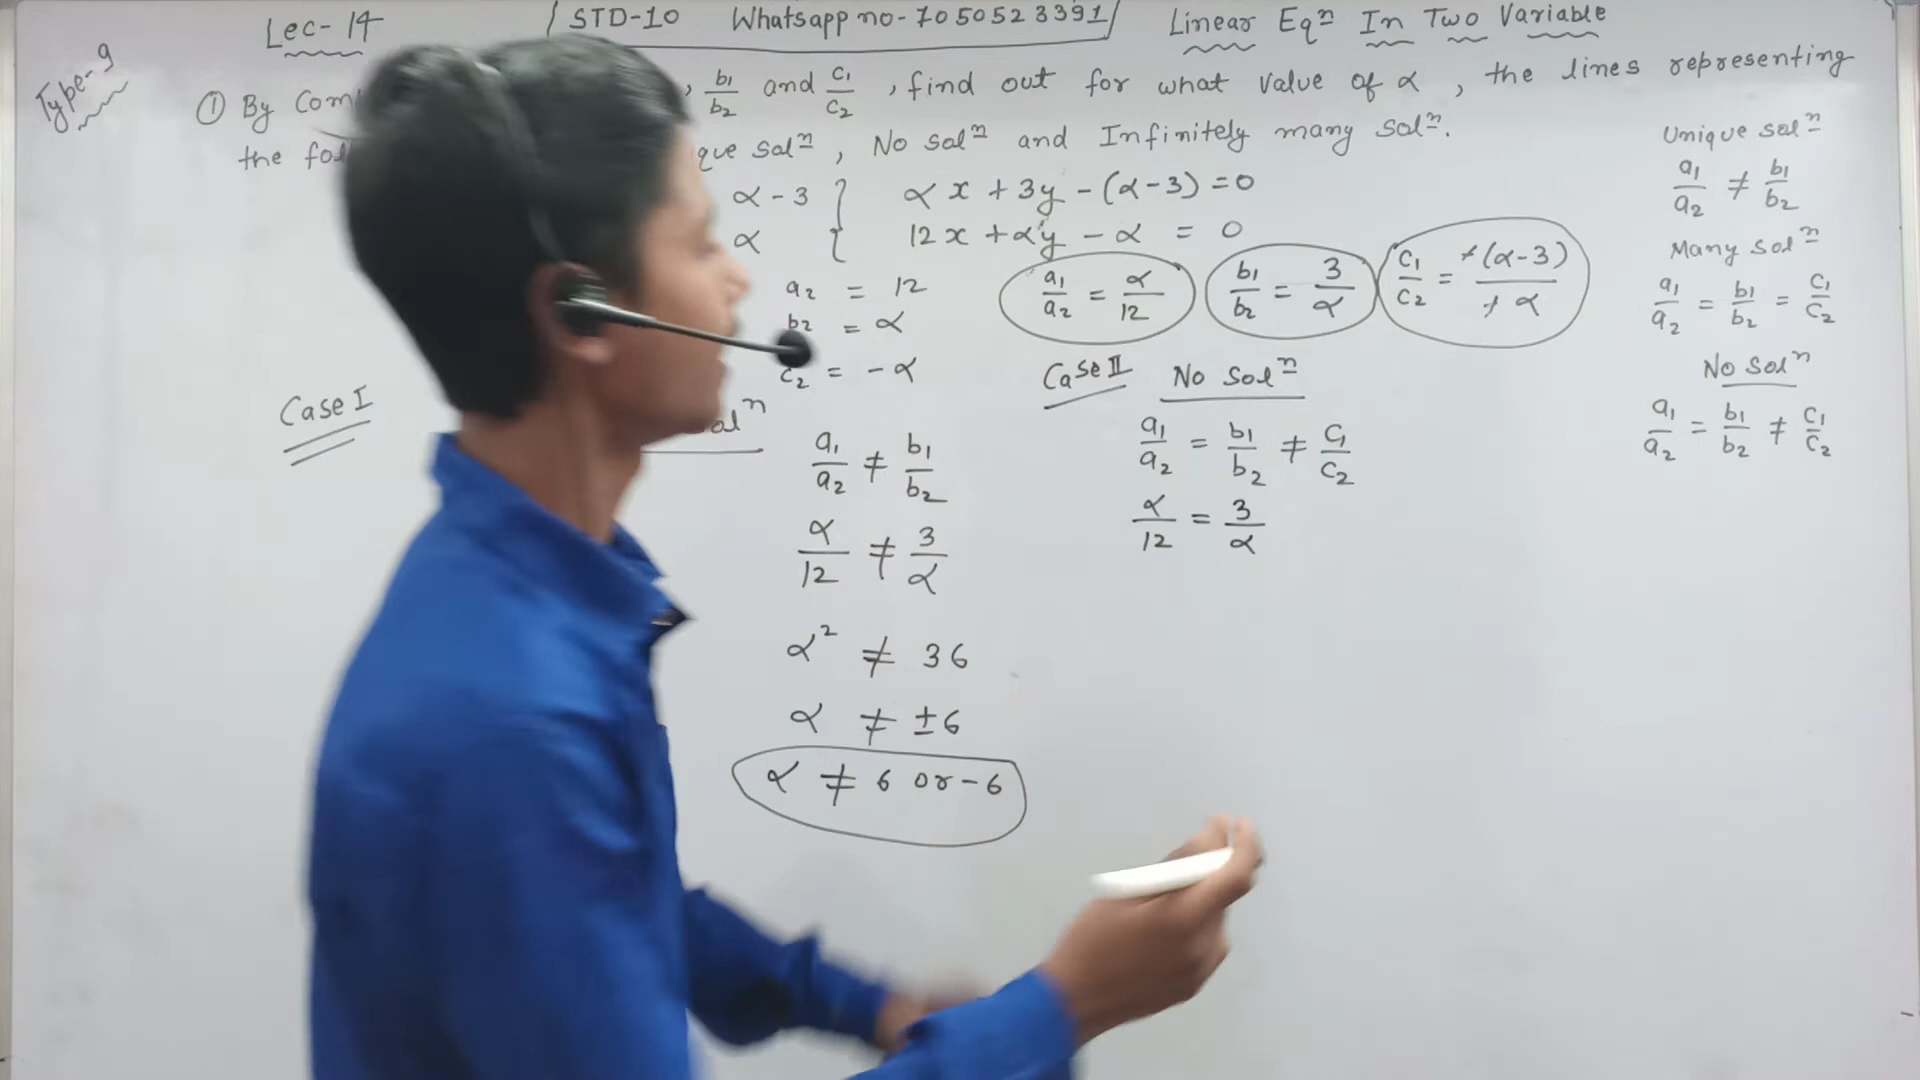 Lec-14
STD-10 Whatsapp no-7050523391
Linear Eqn In Two Variable
Type-9
① By Com , b1/b2 and c1/c2 , find out for what value of α , the lines representing
the fol que soln , No soln and Infinitely many soln.
α - 3 } αx + 3y - (α-3) = 0
α } 12x + αy - α = 0
a2 = 12
b2 = α
c2 = - α
a1/a2 = α/12
b1/b2 = 3/α
c1/c2 = -(α-3)/-α
Unique soln
a1/a2 ≠ b1/b2
Many soln
a1/a2 = b1/b2 = c1/c2
No soln
a1/a2 = b1/b2 ≠ c1/c2
Case I
oln
a1/a2 ≠ b1/b2
α/12 ≠ 3/α
α² ≠ 36
α ≠ ±6
α ≠ 6 or -6
Case II No soln
a1/a2 = b1/b2 ≠ c1/c2
α/12 = 3/α